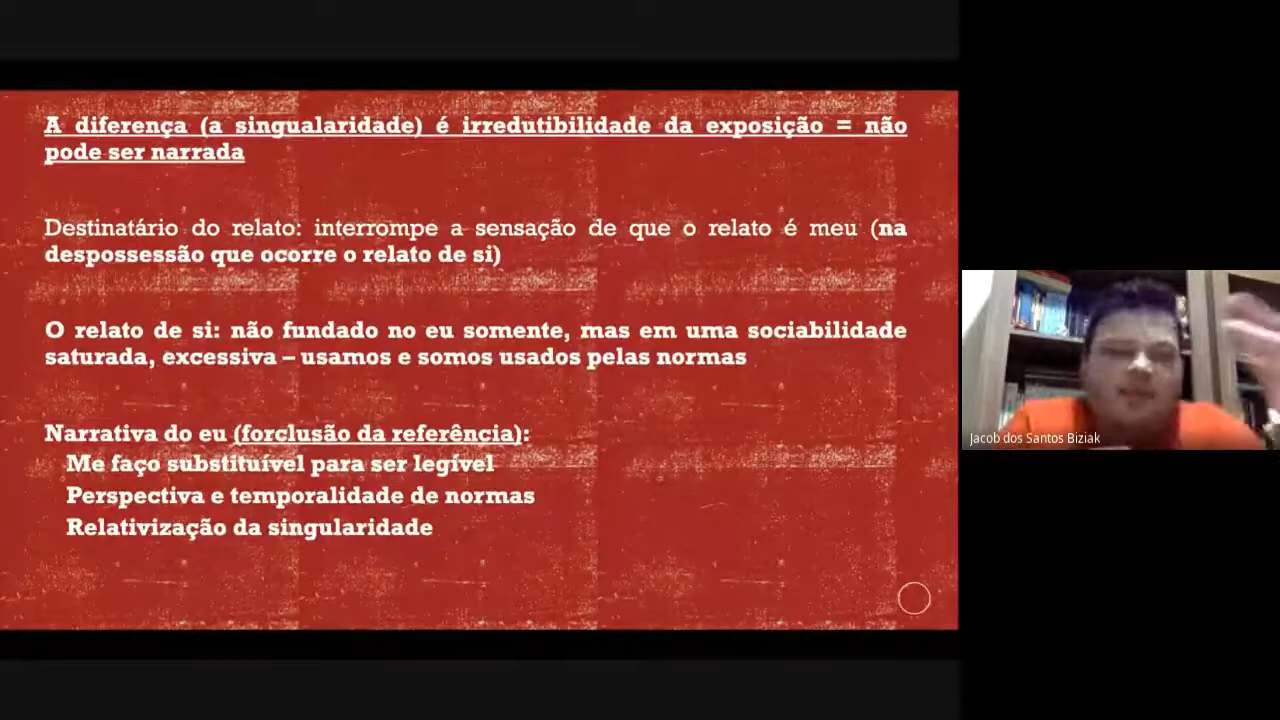 A diferença (a singualaridade) é irredutibilidade da exposição = não
pode ser narrada
Destinatário do relato: interrompe a sensação de que o relato é meu (na
despossessão que ocorre o relato de si)
O relato de si: não fundado no eu somente, mas em uma sociabilidade
saturada, excessiva – usamos e somos usados pelas normas
Narrativa do eu (forclusão da referência):
Me faço substituível para ser legível
Perspectiva e temporalidade de normas
Relativização da singularidade
Jacob dos Santos Biziak